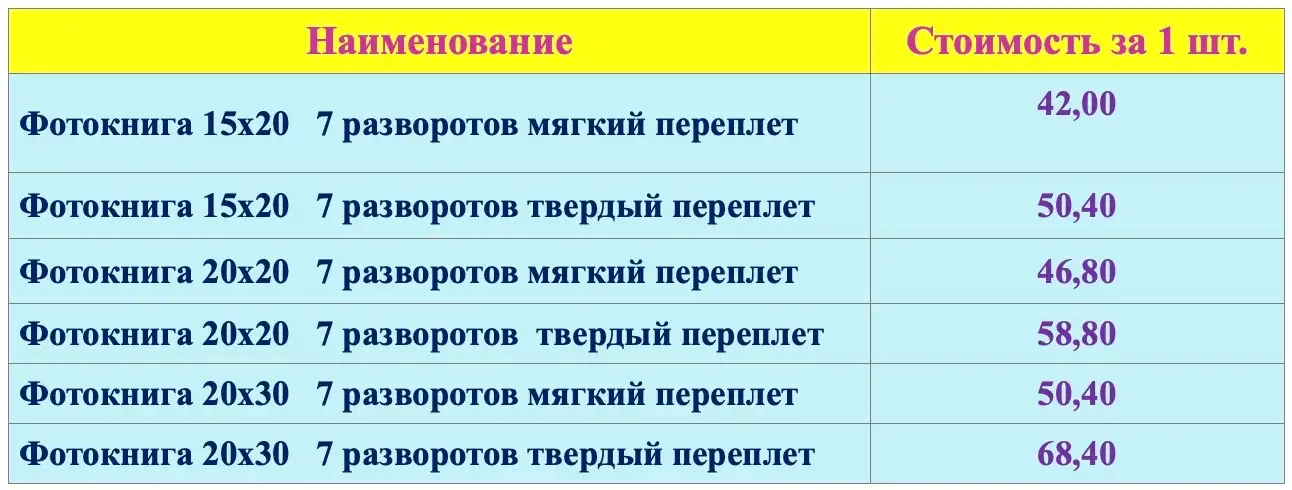 Наименование Стоимость за 1 шт.
Фотокнига 15х20 7 разворотов мягкий переплет 42,00
Фотокнига 15х20 7 разворотов твердый переплет 50,40
Фотокнига 20х20 7 разворотов мягкий переплет 46,80
Фотокнига 20х20 7 разворотов твердый переплет 58,80
Фотокнига 20х30 7 разворотов мягкий переплет 50,40
Фотокнига 20х30 7 разворотов твердый переплет 68,40